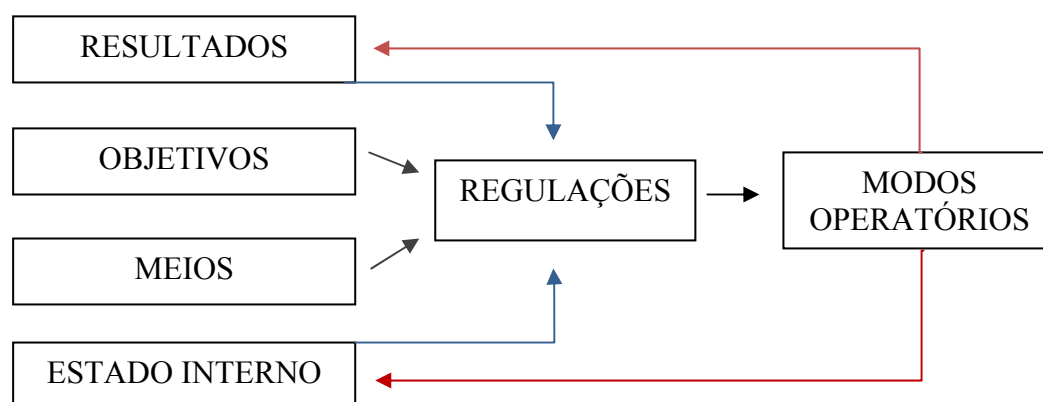 RESULTADOS
OBJETIVOS
REGULAÇÕES
MODOS
OPERATÓRIOS
MEIOS
ESTADO INTERNO